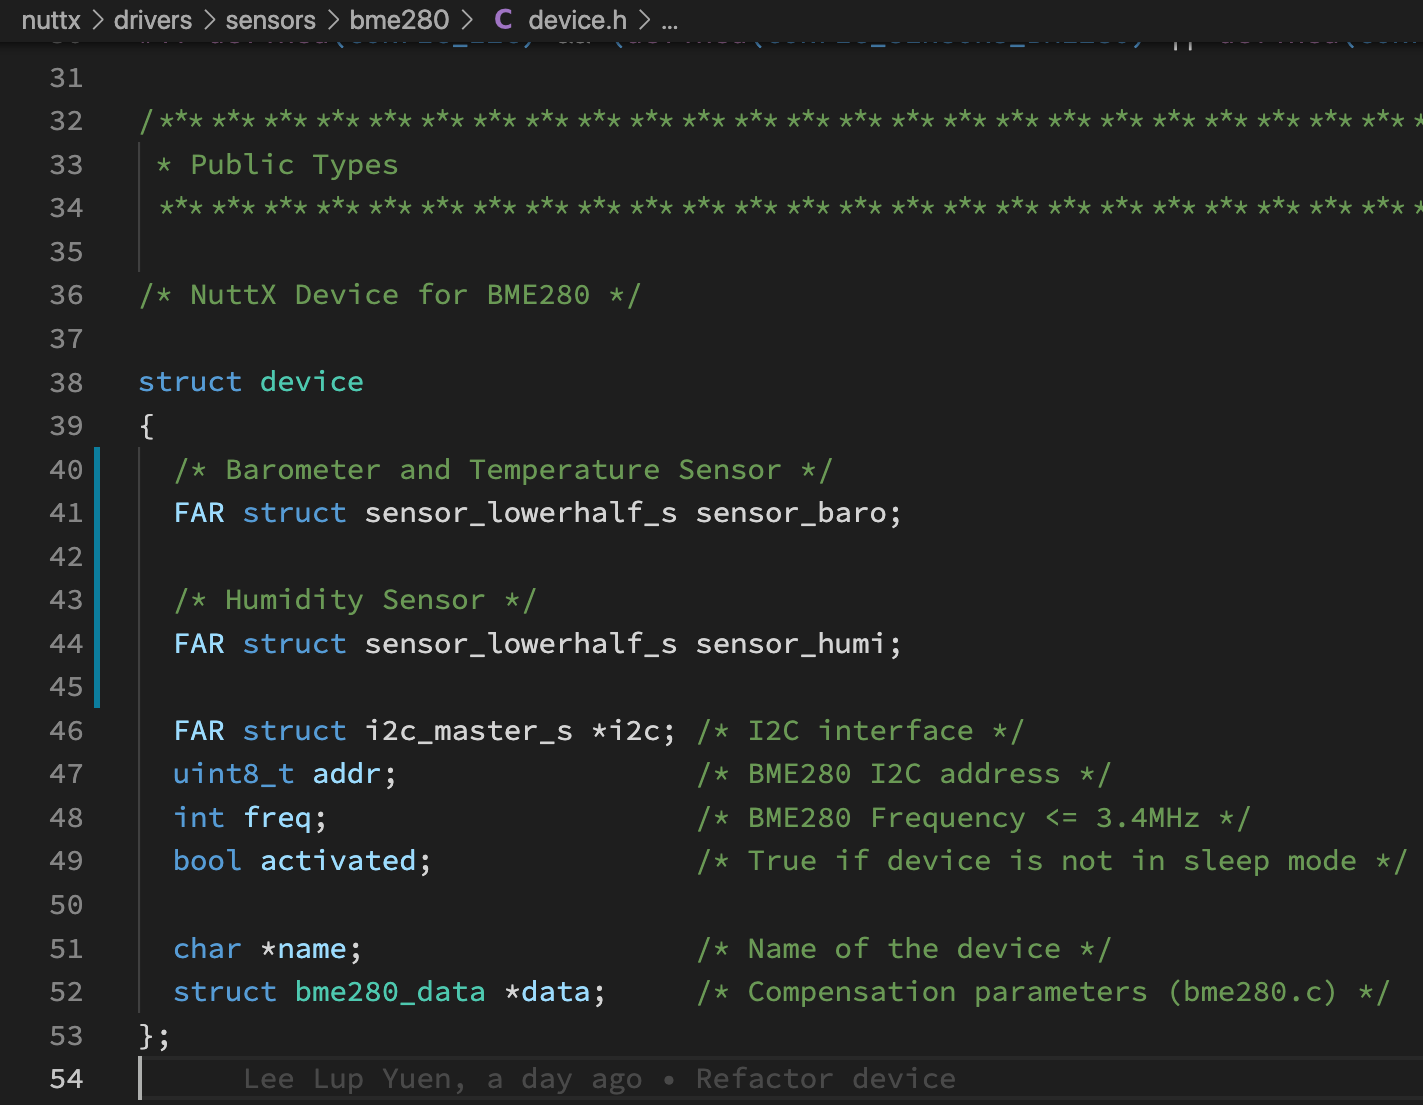 nuttx > drivers > sensors > bme280 > C device.h > ...
31
32 /***********************************************************************
33 * Public Types
34 ***********************************************************************
35
36 /* NuttX Device for BME280 */
37
38 struct device
39 {
40 /* Barometer and Temperature Sensor */
41 FAR struct sensor_lowerhalf_s sensor_baro;
42
43 /* Humidity Sensor */
44 FAR struct sensor_lowerhalf_s sensor_humi;
45
46 FAR struct i2c_master_s *i2c; /* I2C interface */
47 uint8_t addr; /* BME280 I2C address */
48 int freq; /* BME280 Frequency <= 3.4MHz */
49 bool activated; /* True if device is not in sleep mode */
50
51 char *name; /* Name of the device */
52 struct bme280_data *data; /* Compensation parameters (bme280.c) */
53 };
54 Lee Lup Yuen, a day ago • Refactor device